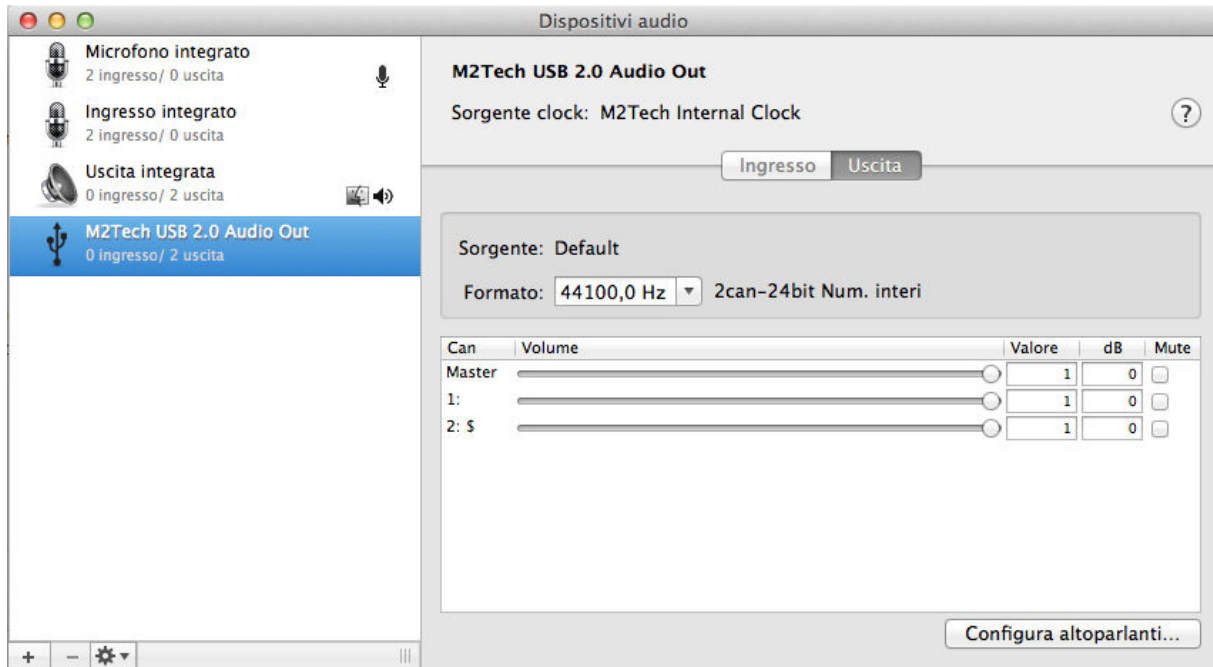 Dispositivi audio
Microfono integrato
2 ingresso/ 0 uscita
Ingresso integrato
2 ingresso/ 0 uscita
Uscita integrata
0 ingresso/ 2 uscita
M2Tech USB 2.0 Audio Out
0 ingresso/ 2 uscita
M2Tech USB 2.0 Audio Out
Sorgente clock: M2Tech Internal Clock
?
Ingresso Uscita
Sorgente: Default
Formato: 44100,0 Hz 2can-24bit Num. interi
Can Volume Valore dB Mute
Master 1 0
1: 1 0
2: $ 1 0
Configura altoparlanti...